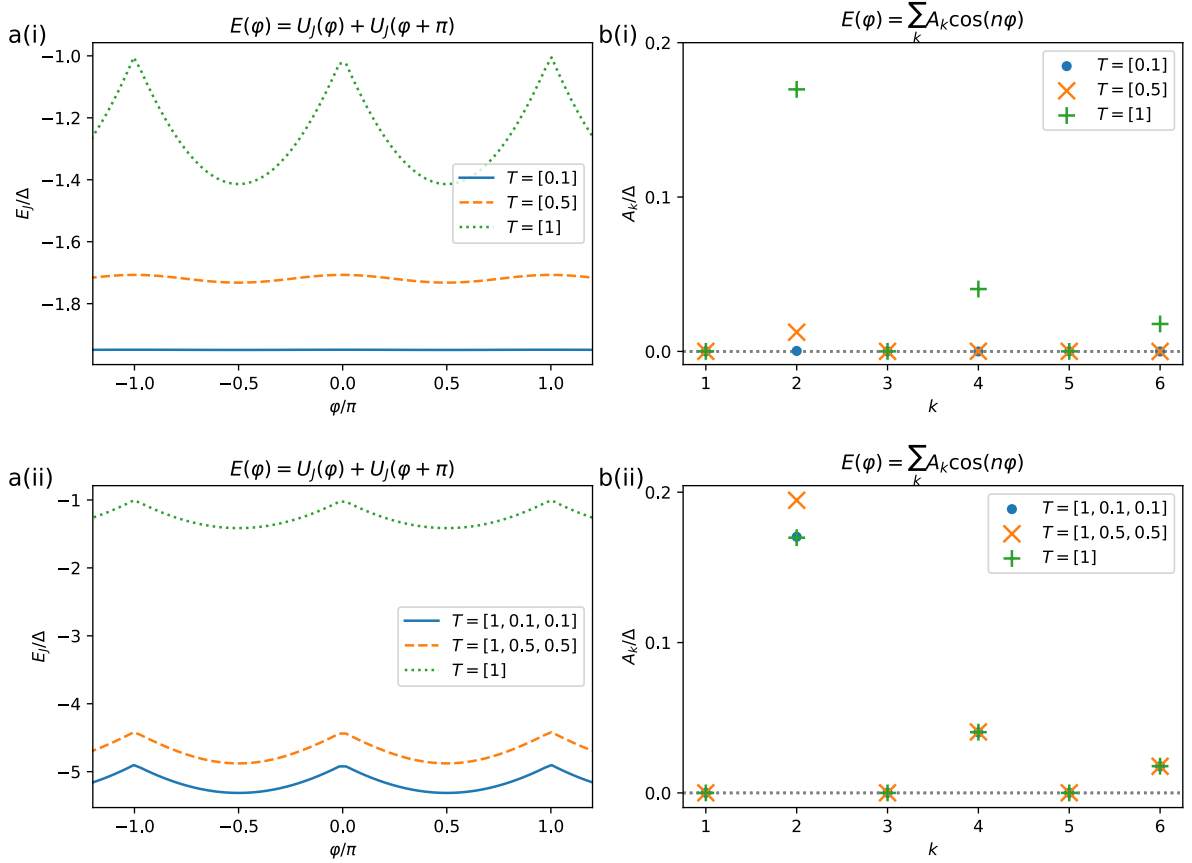 a(i)
E(φ) = U_J(φ) + U_J(φ + π)
E_J/Δ
−1.0
−1.2
−1.4
−1.6
−1.8
T = [0.1]
T = [0.5]
T = [1]
−1.0 −0.5 0.0 0.5 1.0
φ/π
b(i)
E(φ) = ∑_k A_k cos(nφ)
A_k/Δ
0.2
0.1
0.0
T = [0.1]
T = [0.5]
T = [1]
1 2 3 4 5 6
k
a(ii)
E(φ) = U_J(φ) + U_J(φ + π)
E_J/Δ
−1
−2
−3
−4
−5
T = [1, 0.1, 0.1]
T = [1, 0.5, 0.5]
T = [1]
−1.0 −0.5 0.0 0.5 1.0
φ/π
b(ii)
E(φ) = ∑_k A_k cos(nφ)
A_k/Δ
0.2
0.1
0.0
T = [1, 0.1, 0.1]
T = [1, 0.5, 0.5]
T = [1]
1 2 3 4 5 6
k